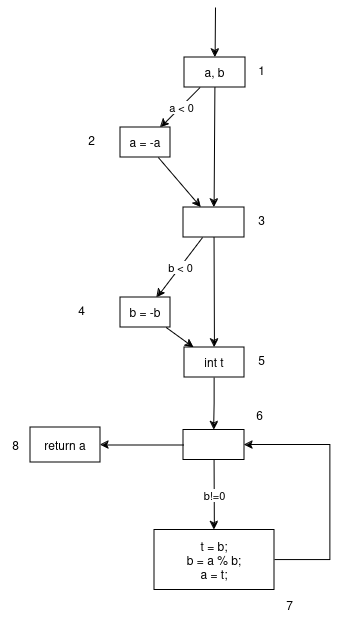 a, b
1
a < 0
2
a = -a
3
b < 0
4
b = -b
int t
5
6
8
return a
b!=0
t = b;
b = a % b;
a = t;
7